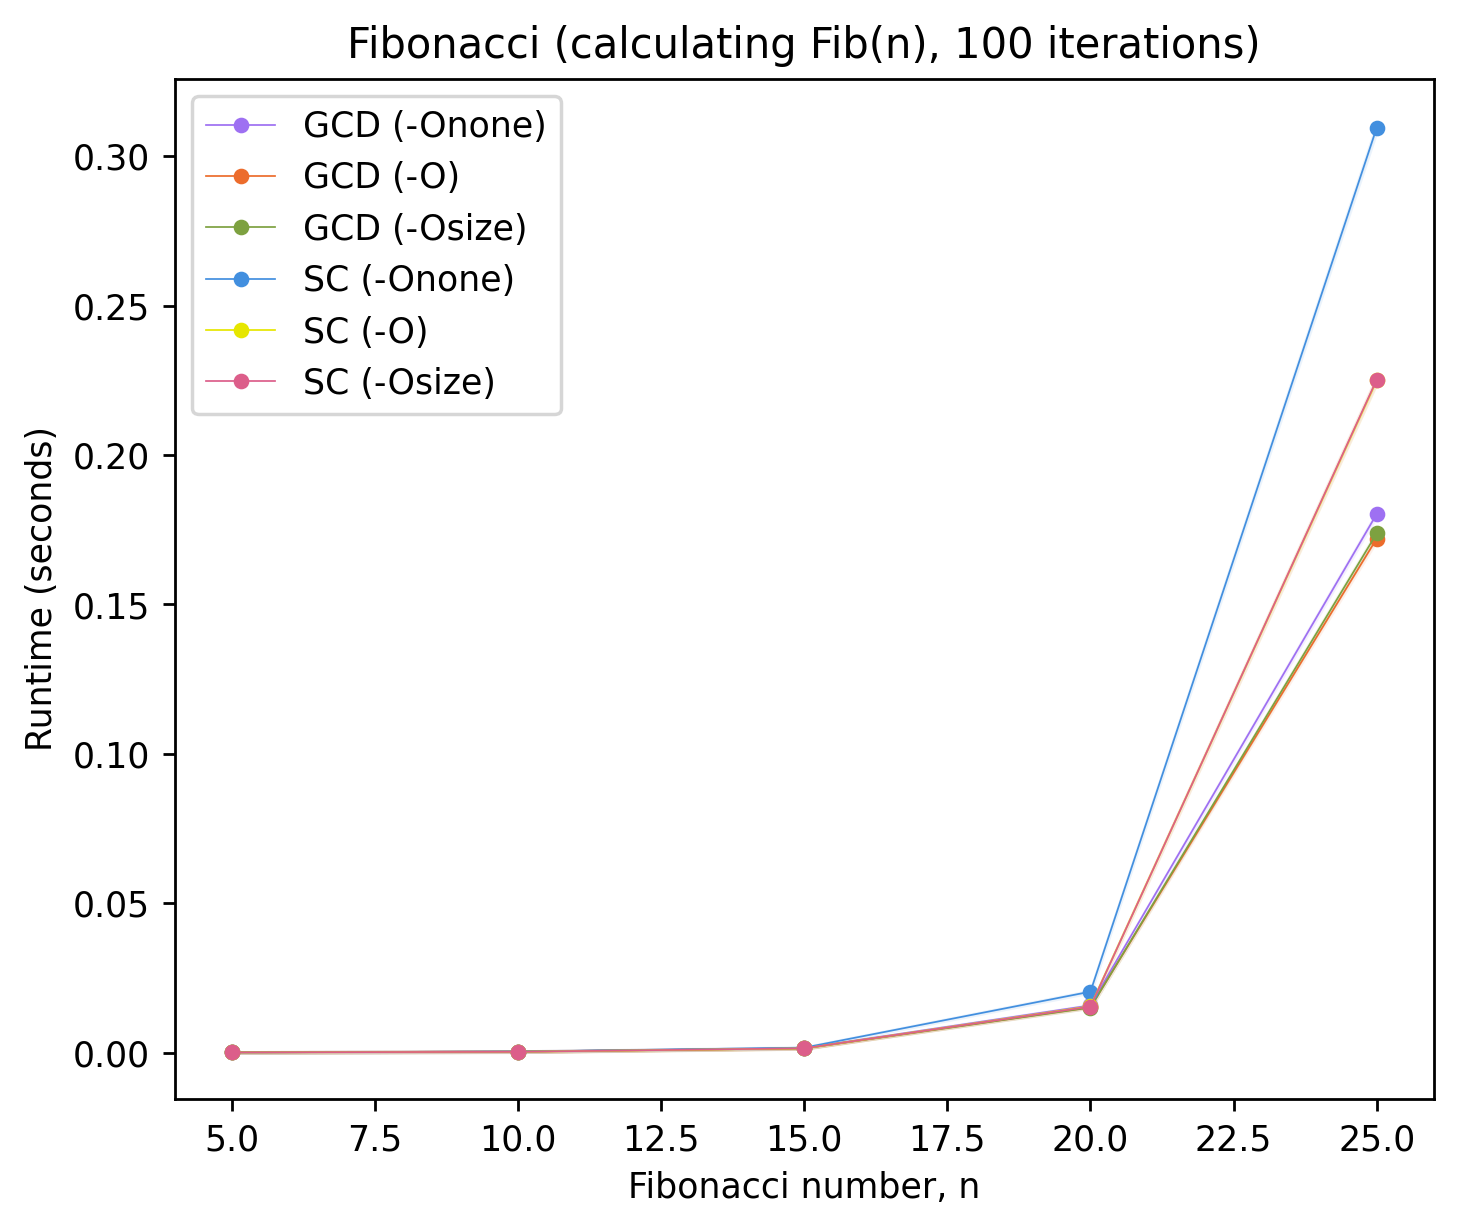 Fibonacci (calculating Fib(n), 100 iterations)
GCD (-Onone)
GCD (-O)
GCD (-Osize)
SC (-Onone)
SC (-O)
SC (-Osize)
Runtime (seconds)
0.30
0.25
0.20
0.15
0.10
0.05
0.00
5.0 7.5 10.0 12.5 15.0 17.5 20.0 22.5 25.0
Fibonacci number, n